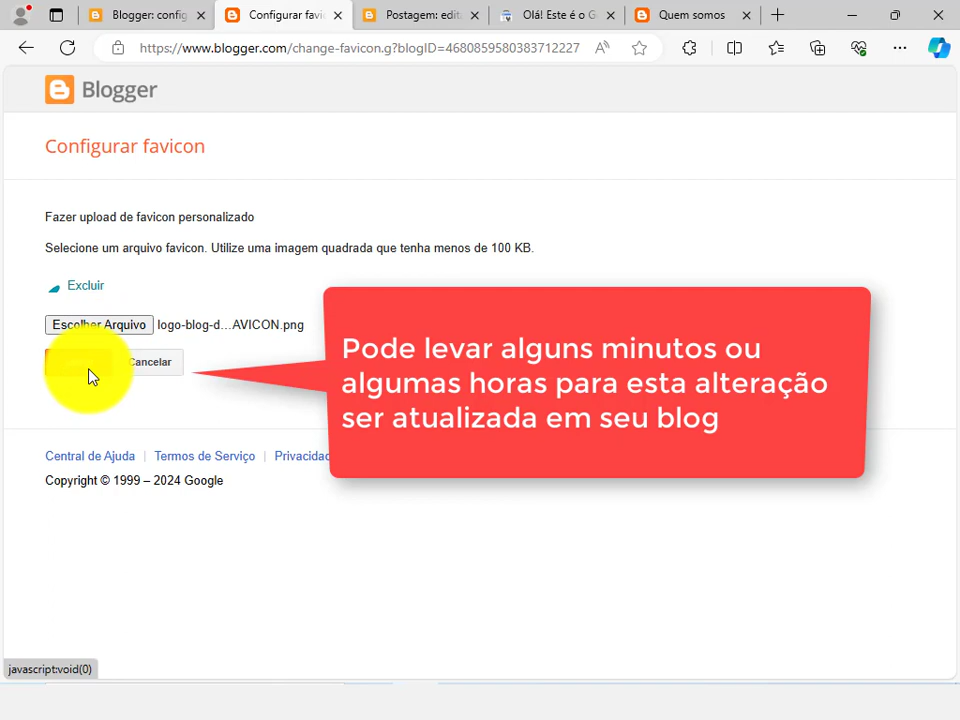 Blogger: config
Configurar favi
Postagem: edit
Olá! Este é o G
Quem somos
https://www.blogger.com/change-favicon.g?blogID=4680859580383712227
Blogger
Configurar favicon
Fazer upload de favicon personalizado
Selecione um arquivo favicon. Utilize uma imagem quadrada que tenha menos de 100 KB.
Excluir
Escolher Arquivo logo-blog-d...AVICON.png
Cancelar
Pode levar alguns minutos ou
algumas horas para esta alteração
ser atualizada em seu blog
Central de Ajuda | Termos de Serviço | Privacidad
Copyright © 1999 – 2024 Google
javascript:void(0)